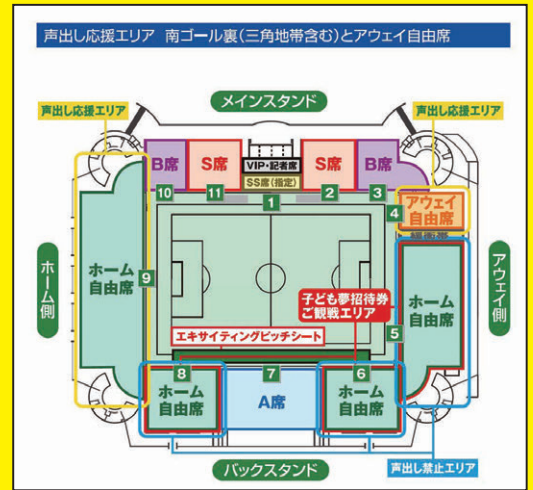 声出し応援エリア 南ゴール裏(三角地帯含む)とアウェイ自由席
メインスタンド
声出し応援エリア
声出し応援エリア
B席
S席
VIP・記者席
SS席(指定)
S席
B席
10
11
1
2
3
4
アウェイ
自由席
緩衝帯
ホーム側
ホーム
自由席
9
子ども夢招待券
ご観戦エリア
エキサイティングピッチシート
5
ホーム
自由席
アウェイ側
8
ホーム
自由席
7
A席
6
ホーム
自由席
バックスタンド
声出し禁止エリア